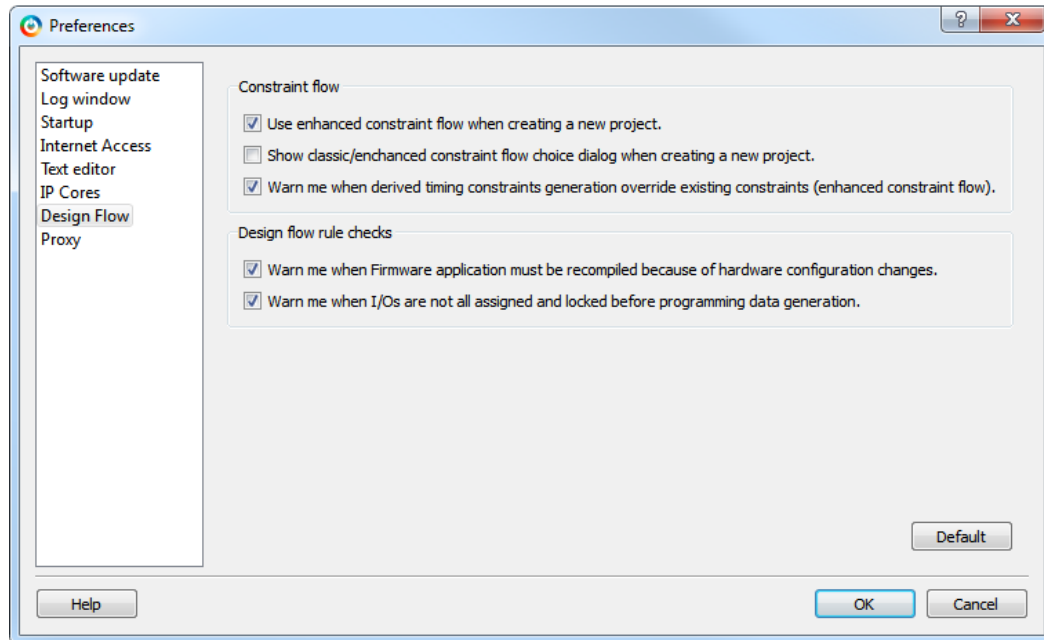 Preferences
Software update
Log window
Startup
Internet Access
Text editor
IP Cores
Design Flow
Proxy
Constraint flow
Use enhanced constraint flow when creating a new project.
Show classic/enchanced constraint flow choice dialog when creating a new project.
Warn me when derived timing constraints generation override existing constraints (enhanced constraint flow).
Design flow rule checks
Warn me when Firmware application must be recompiled because of hardware configuration changes.
Warn me when I/Os are not all assigned and locked before programming data generation.
Default
Help
OK
Cancel